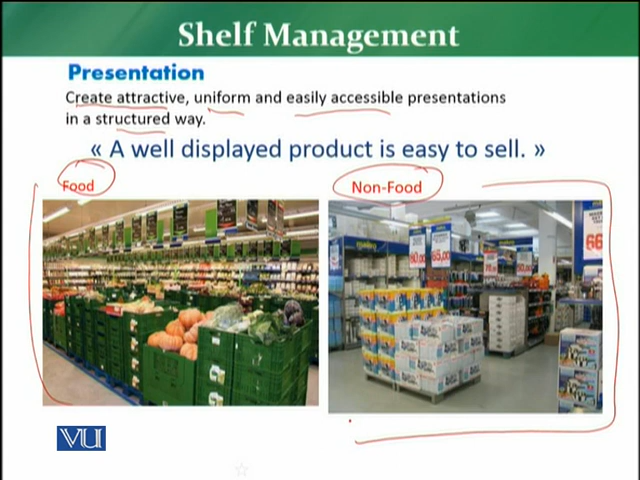 Shelf Management
Presentation
Create attractive, uniform and easily accessible presentations
in a structured way.
« A well displayed product is easy to sell. »
Food
Non-Food
66
VU